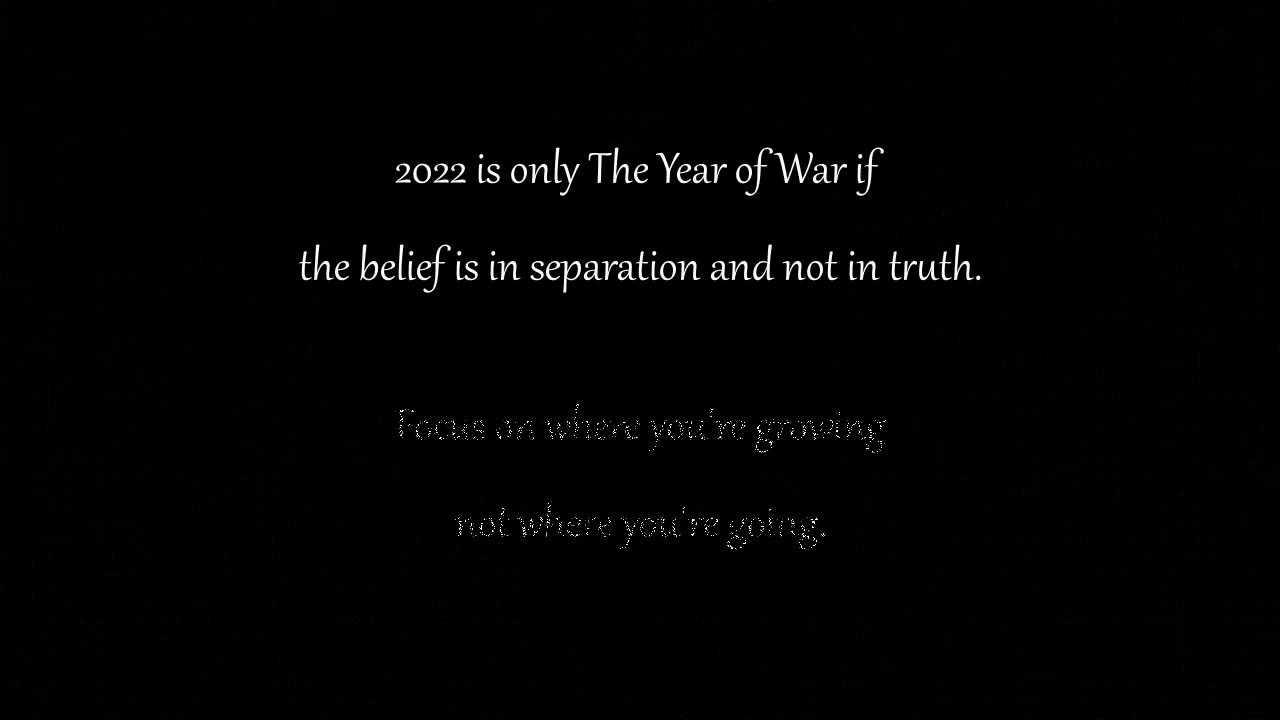 2022 is only The Year of War if
the belief is in separation and not in truth.
Focus on where you're growing
not where you're going.